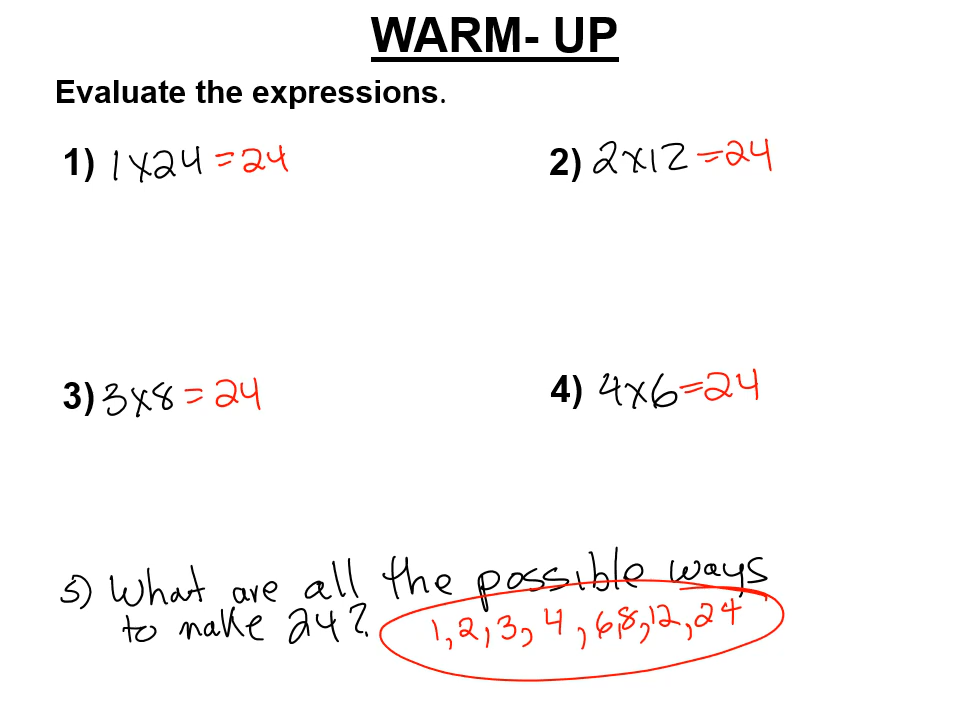 WARM- UP
Evaluate the expressions.
1) 1x24 = 24
2) 2x12 = 24
3) 3x8 = 24
4) 4x6 = 24
5) What are all the possible ways
to make 24? 1, 2, 3, 4, 6, 8, 12, 24